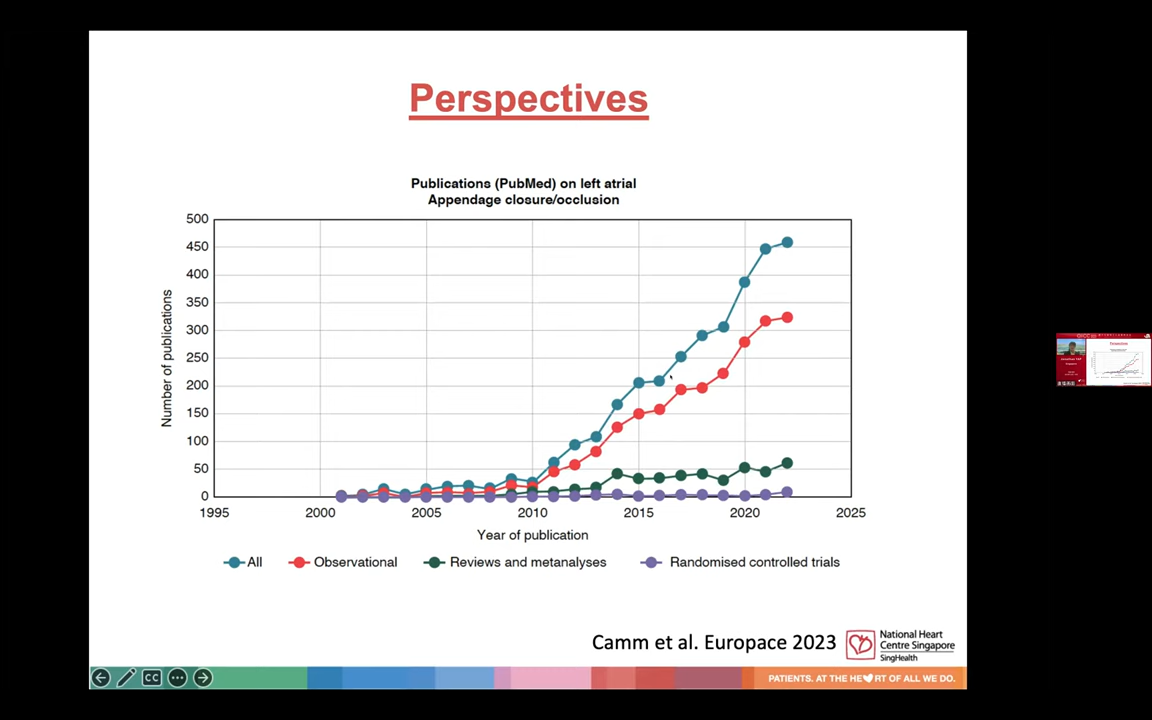 Perspectives
Publications (PubMed) on left atrial
Appendage closure/occlusion
Number of publications
500
450
400
350
300
250
200
150
100
50
0
1995
2000
2005
2010
2015
2020
2025
Year of publication
All
Observational
Reviews and metanalyses
Randomised controlled trials
Camm et al. Europace 2023
National Heart
Centre Singapore
SingHealth
CC
PATIENTS. AT THE HE RT OF ALL WE DO.